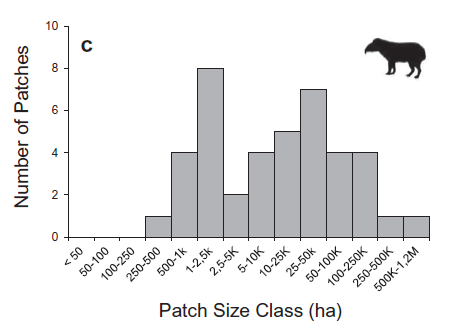 10
C
8
6
4
2
0
Number of Patches
< 50
50-100
100-250
250-500
500-1k
1-2,5k
2,5-5K
5-10K
10-25K
25-50k
50-100K
100-250K
250-500K
500K-1,2M
Patch Size Class (ha)